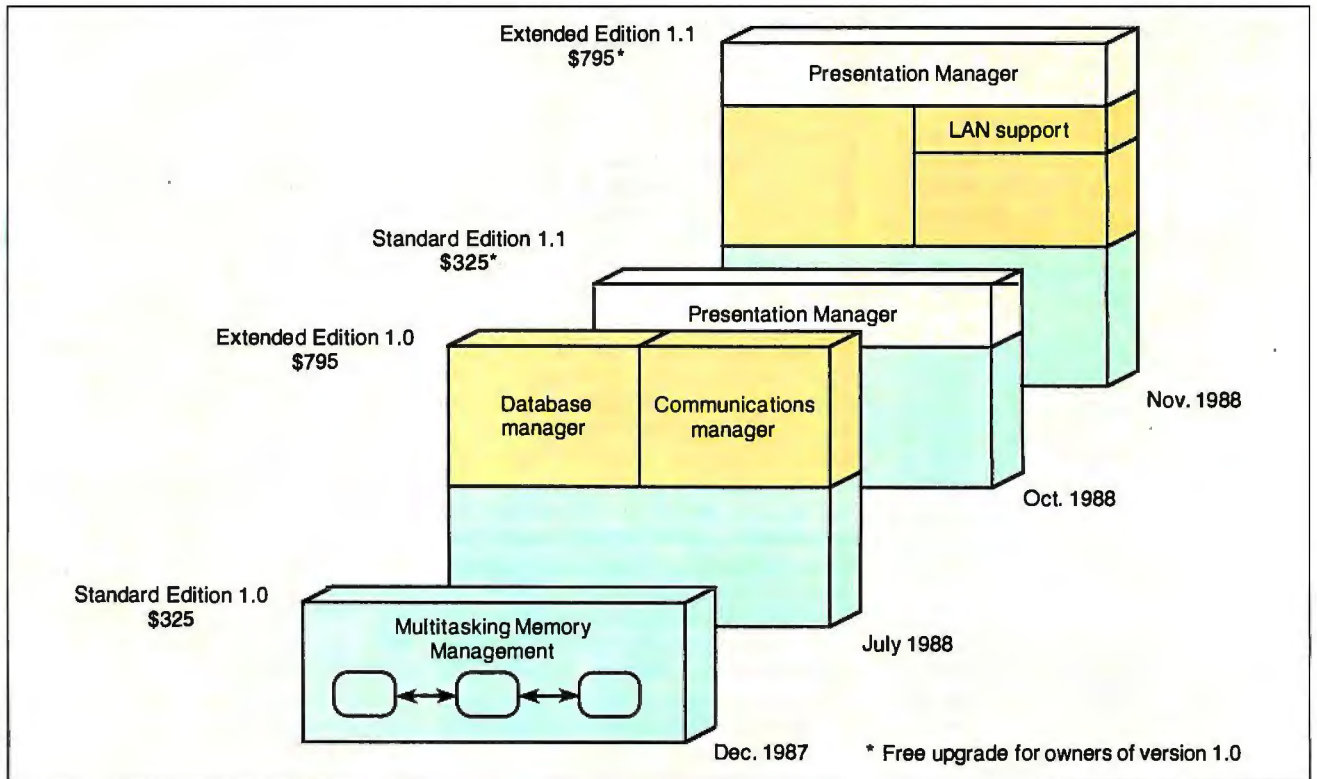 Extended Edition 1.1
$795*
Presentation Manager
LAN support
Standard Edition 1.1
$325*
Presentation Manager
Extended Edition 1.0
$795
Database
manager
Communications
manager
Nov. 1988
Oct. 1988
Standard Edition 1.0
$325
Multitasking Memory
Management
July 1988
Dec. 1987
* Free upgrade for owners of version 1.0